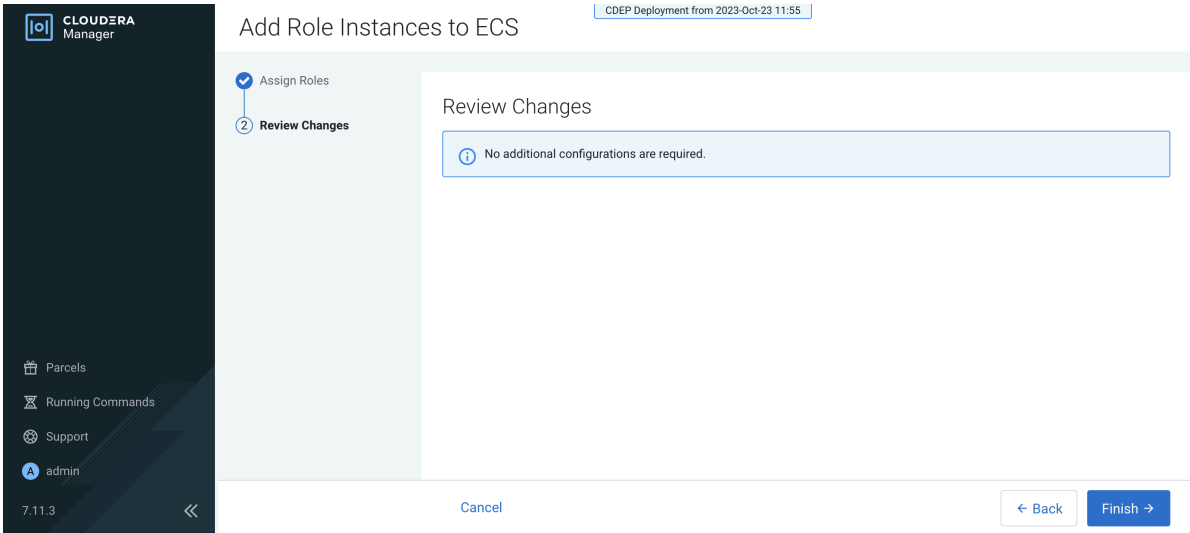 CLOUDERA
Manager
Parcels
Running Commands
Support
A admin
7.11.3
CDEP Deployment from 2023-Oct-23 11:55
Add Role Instances to ECS
Assign Roles
2 Review Changes
Review Changes
No additional configurations are required.
Cancel
← Back
Finish →